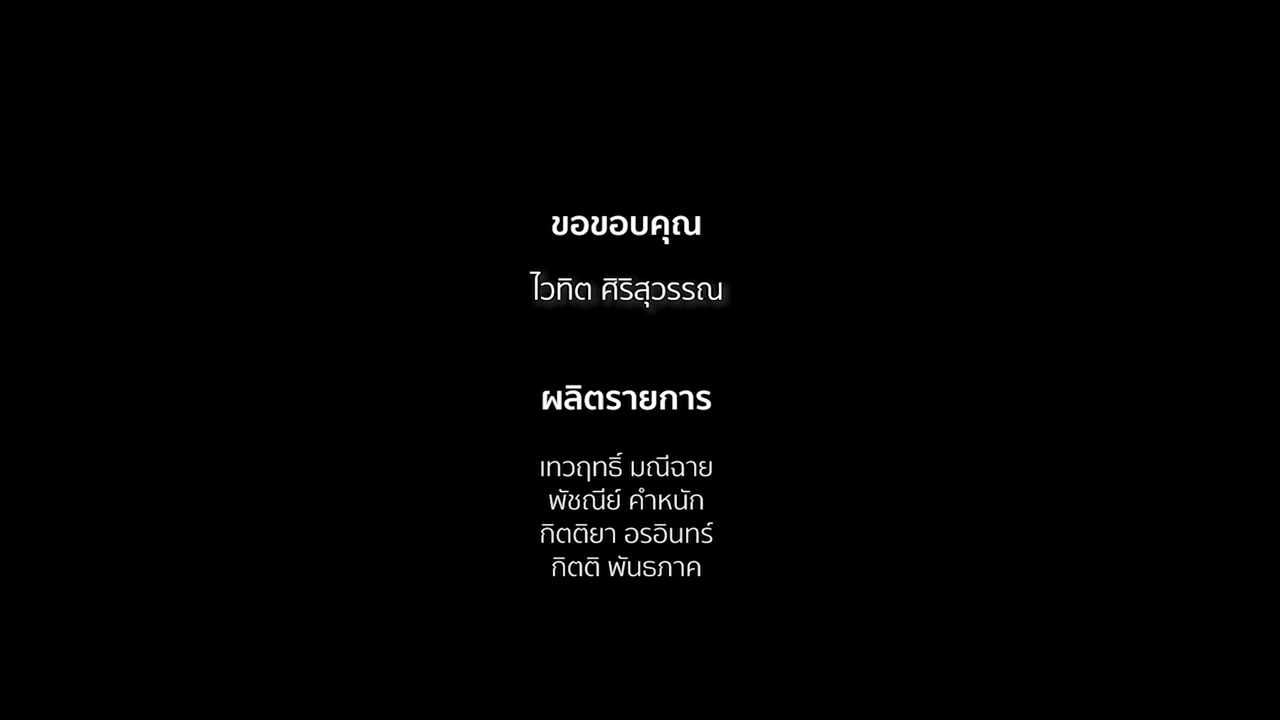 ขอขอบคุณ
ไวทิต ศิริสุวรรณ
ผลิตรายการ
เทวฤทธิ์ มณีฉาย
พัชณีย์ คำหนัก
กิตติยา อรอินทร์
กิตติ พันธภาค